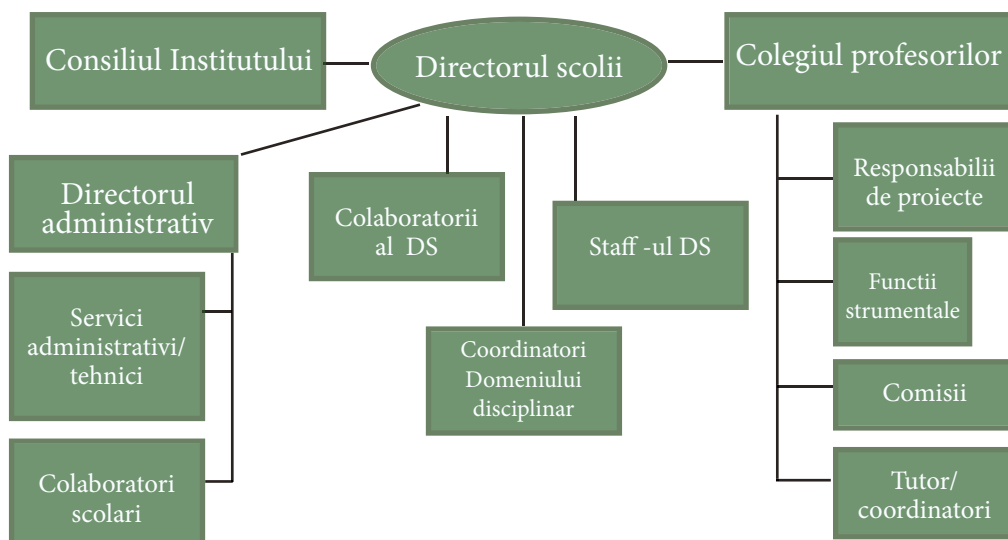 Consiliul Institutului
Directorul scolii
Colegiul profesorilor
Directorul
administrativ
Colaboratorii
al DS
Staff -ul DS
Responsabilii
de proiecte
Servici
administrativi/
tehnici
Functii
strumentale
Coordinatori
Domeniului
disciplinar
Comisii
Colaboratori
scolari
Tutor/
coordinatori